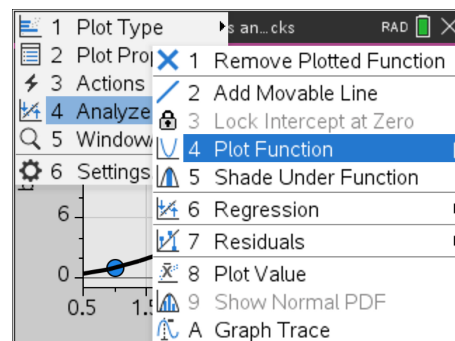 1 Plot Type
s an...cks RAD
2 Plot Pro
1 Remove Plotted Function
3 Actions
2 Add Movable Line
4 Analyze
3 Lock Intercept at Zero
5 Window/
4 Plot Function
6 Settings
5 Shade Under Function
6 Regression
7 Residuals
8 Plot Value
9 Show Normal PDF
A Graph Trace
6
0
0.5 1.5